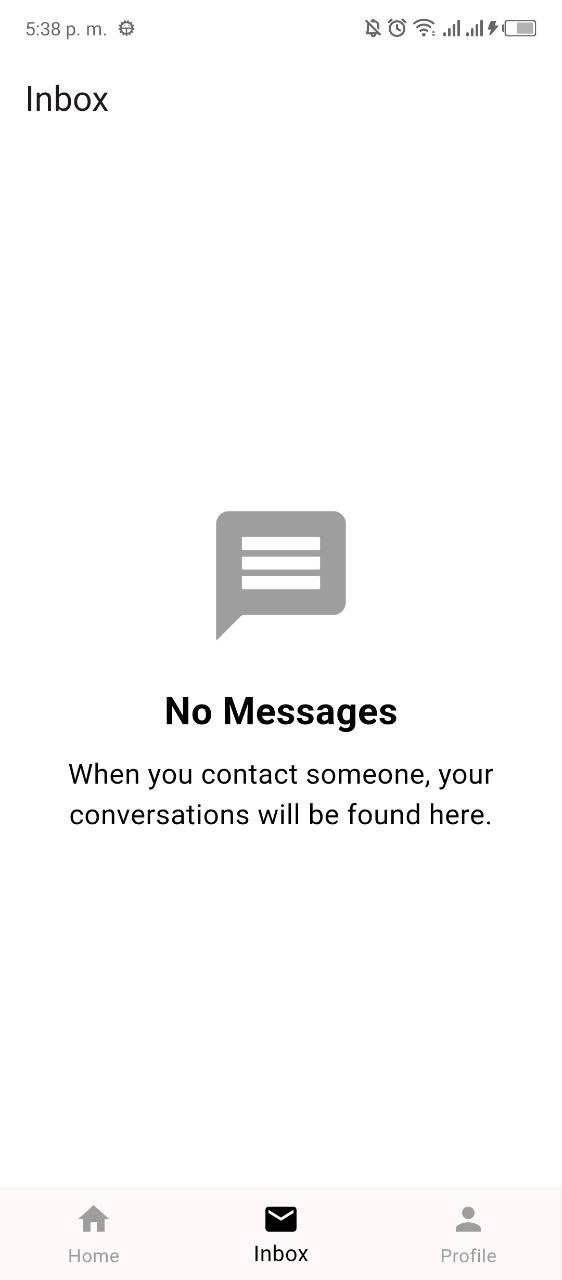 5:38 p. m.
Inbox
No Messages
When you contact someone, your
conversations will be found here.
Home
Inbox
Profile